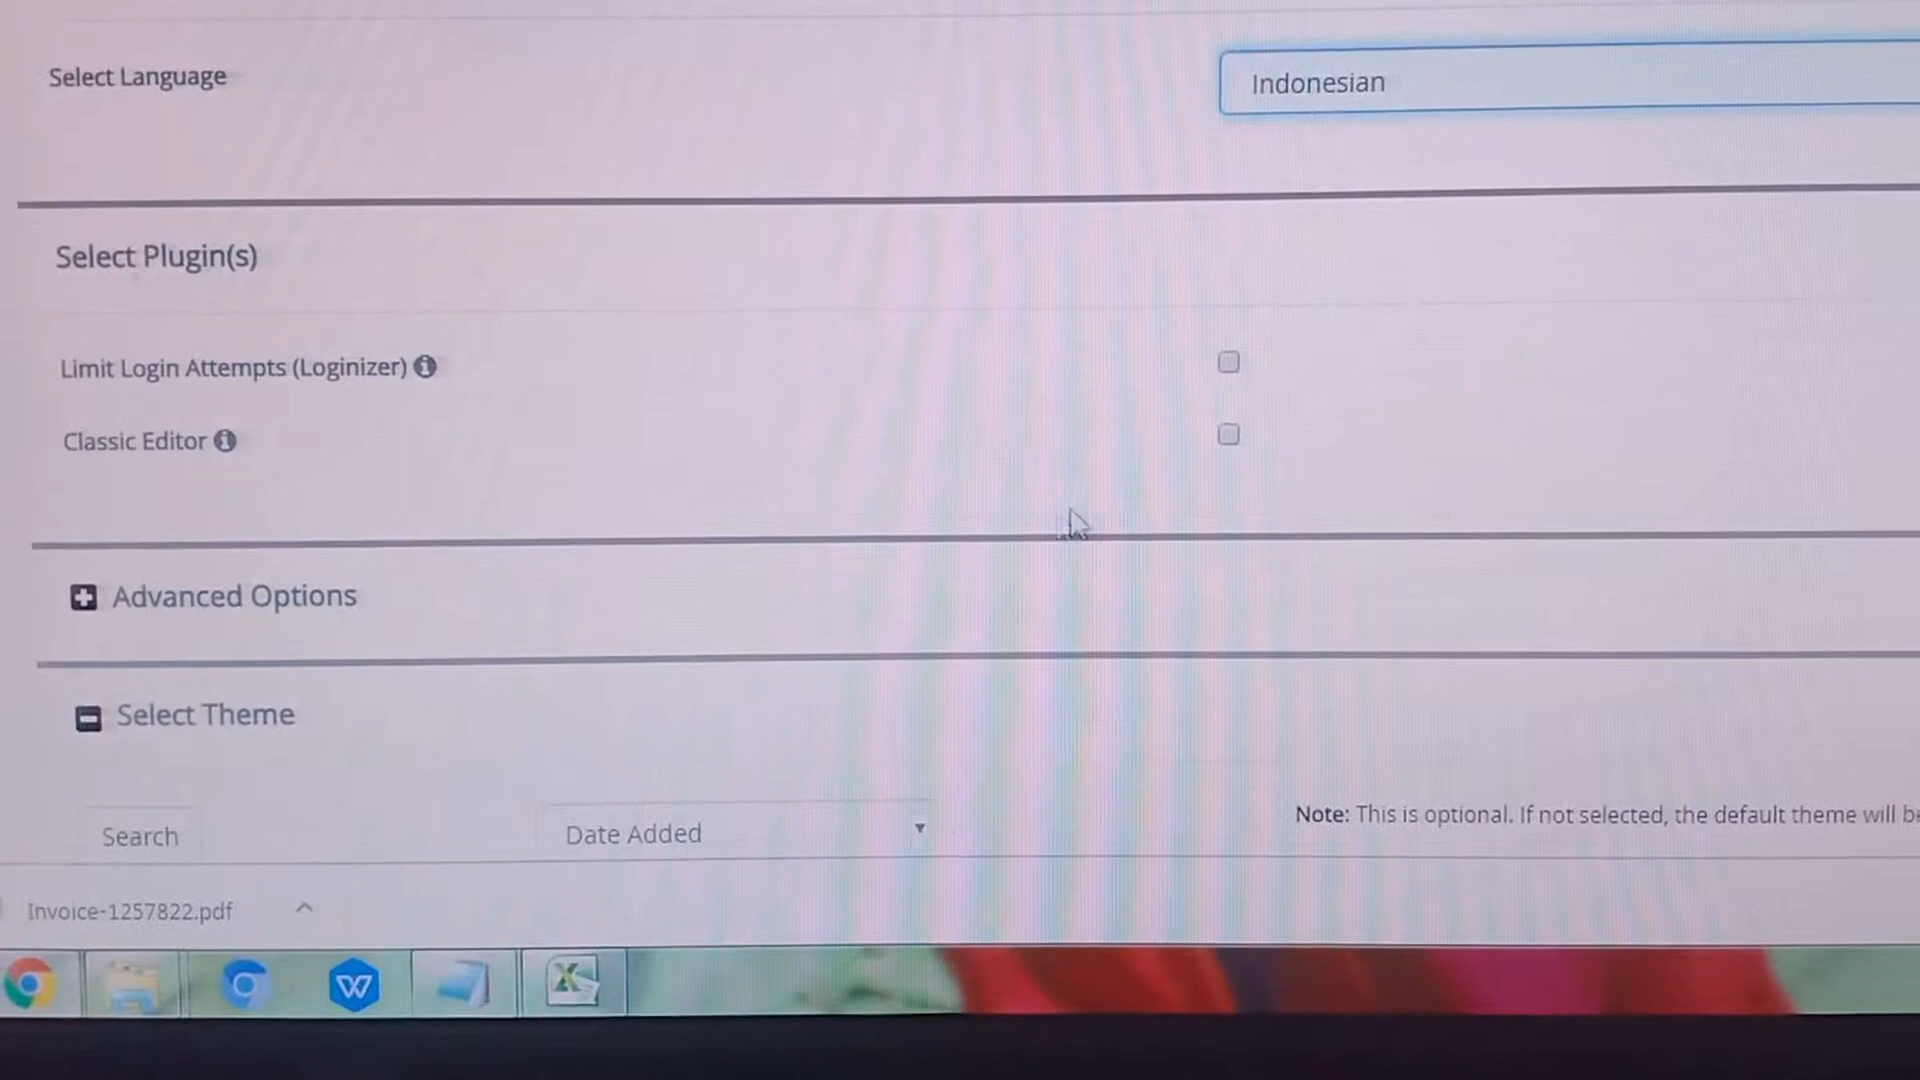 Select Language
Indonesian
Select Plugin(s)
Limit Login Attempts (Loginizer)
Classic Editor
Advanced Options
Select Theme
Search
Date Added
Note: This is optional. If not selected, the default theme will
Invoice-1257822.pdf